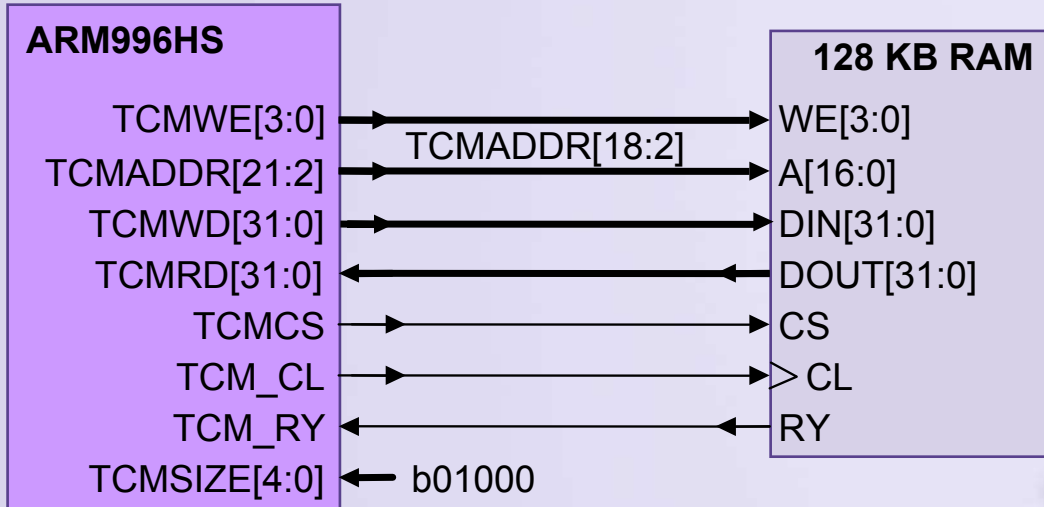 ARM996HS
128 KB RAM
TCMWE[3:0]
WE[3:0]
TCMADDR[18:2]
TCMADDR[21:2]
A[16:0]
TCMWD[31:0]
DIN[31:0]
TCMRD[31:0]
DOUT[31:0]
TCMCS
CS
TCM_CL
CL
TCM_RY
RY
TCMSIZE[4:0]
b01000